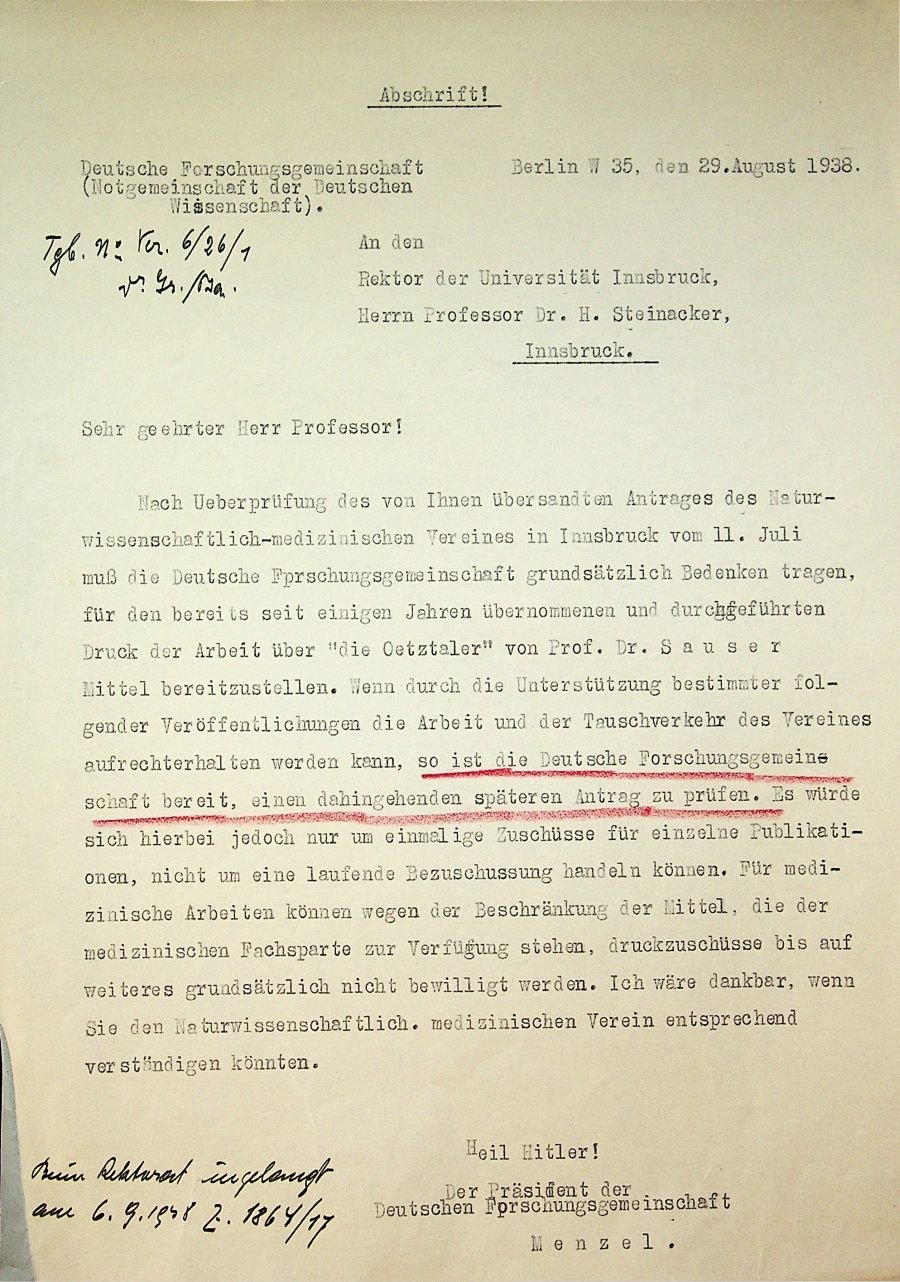 Abschrift!
Deutsche Forschungsgemeinschaft
(Notgemeinschaft der Deutschen
Wissenschaft).
Berlin W 35, den 29.August 1938.
Tgb. No Ver. 6/26/1
An den
Rektor der Universität Innsbruck,
Herrn Professor Dr. H. Steinacker,
Innsbruck.
Sehr geehrter Herr Professor!
Nach Ueberprüfung des von Ihnen übersandten Antrages des Natur-
wissenschaftlich-medizinischen Vereines in Innsbruck vom 11. Juli
muß die Deutsche Fprschungsgemeinschaft grundsätzlich Bedenken tragen,
für den bereits seit einigen Jahren übernommenen und durchgeführten
Druck der Arbeit über "die Oetztaler" von Prof. Dr. S a u s e r
Mittel bereitzustellen. Wenn durch die Unterstützung bestimmter fol-
gender Veröffentlichungen die Arbeit und der Tauschverkehr des Vereines
aufrechterhalten werden kann, so ist die Deutsche Forschungsgemein=
schaft bereit, einen dahingehenden späteren Antrag zu prüfen. Es würde
sich hierbei jedoch nur um einmalige Zuschüsse für einzelne Publikati-
onen, nicht um eine laufende Bezuschussung handeln können. Für medi-
zinische Arbeiten können wegen der Beschränkung der Mittel, die der
medizinischen Fachsparte zur Verfügung stehen, druckzuschüsse bis auf
weiteres grundsätzlich nicht bewilligt werden. Ich wäre dankbar, wenn
Sie den Naturwissenschaftlich. medizinischen Verein entsprechend
verständigen könnten.
Heil Hitler!
Der Präsident der
Deutschen Forschungsgemeinschaft
M e n z e l .
Beim Rektorat eingelangt
am 6.9.1938 Z. 1864/17